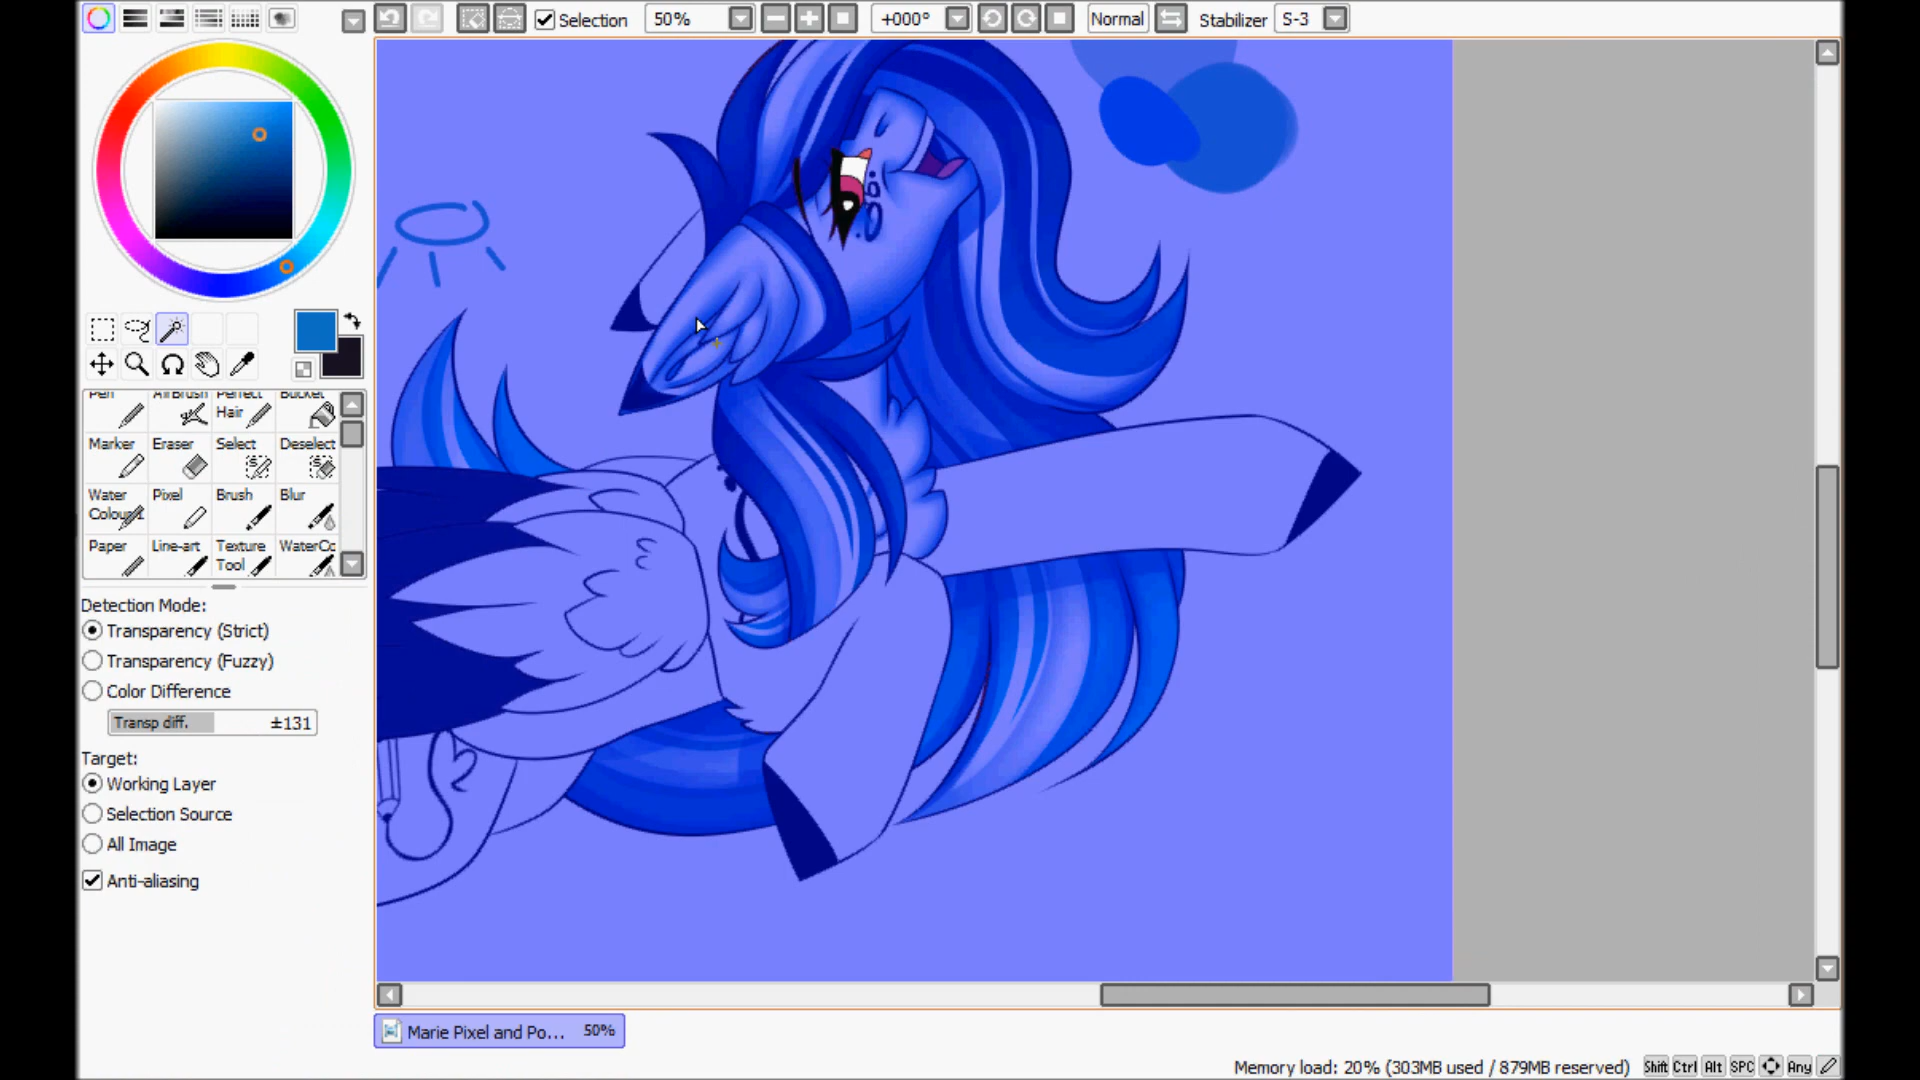 Selection
50%
+000°
Normal
Stabilizer
S-3
Pen
AirBrush
Perfect
Hair
Bucket
Marker
Eraser
Select
Deselect
Water
Colour1
Pixel
Brush
Blur
Paper
Line-art
Texture
Tool
WaterCo
Detection Mode:
Transparency (Strict)
Transparency (Fuzzy)
Color Difference
Transp diff. ±131
Target:
Working Layer
Selection Source
All Image
Anti-aliasing
Marie Pixel and Po... 50%
Memory load: 20% (303MB used / 879MB reserved)
Shift Ctrl Alt SPC Any